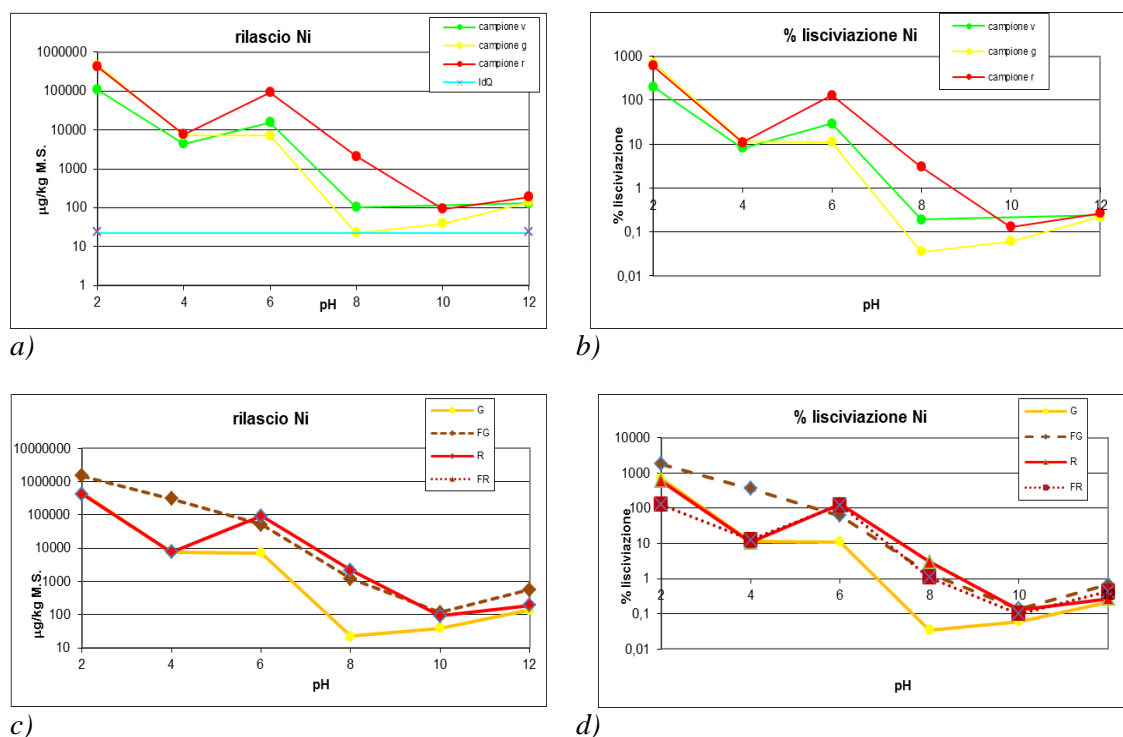 rilascio Ni
campione v
campione g
campione r
ldQ
1000000
100000
10000
1000
100
10
1
µg/kg M.S.
2 4 6 8 10 12
pH
a)
% lisciviazione Ni
campione v
campione g
campione r
1000
100
10
1
0,1
0,01
% lisciviazione
2 4 6 8 10 12
pH
b)
rilascio Ni
G
FG
R
FR
10000000
1000000
100000
10000
1000
100
10
µg/kg M.S.
2 4 6 8 10 12
pH
c)
% lisciviazione Ni
G
FG
R
FR
10000
1000
100
10
1
0,1
0,01
% lisciviazione
2 4 6 8 10
pH
d)